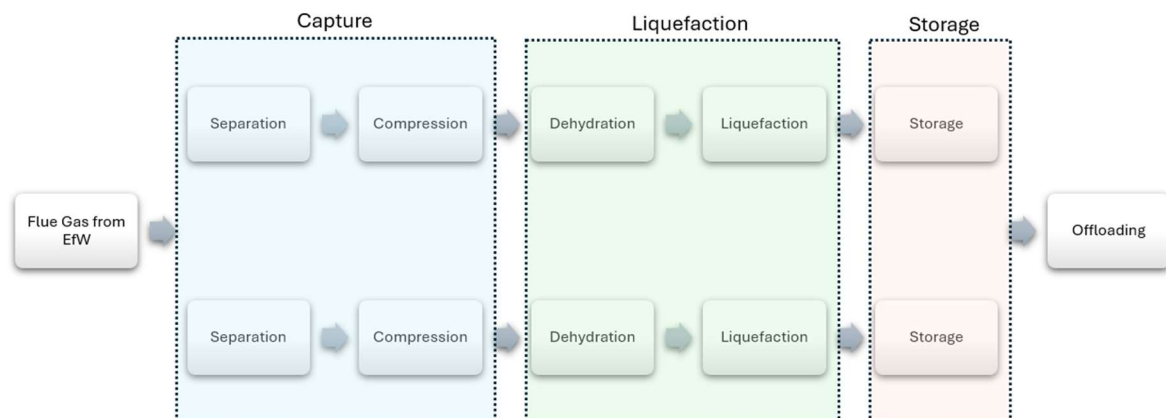 Capture
Liquefaction
Storage
Separation
Compression
Dehydration
Liquefaction
Storage
Flue Gas from
EfW
Offloading
Separation
Compression
Dehydration
Liquefaction
Storage